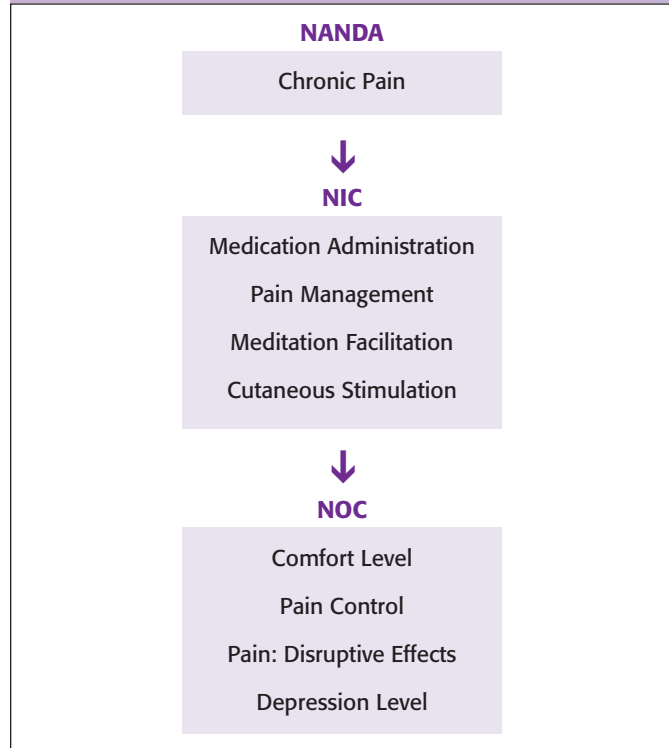 NANDA
Chronic Pain
↓
NIC
Medication Administration
Pain Management
Meditation Facilitation
Cutaneous Stimulation
↓
NOC
Comfort Level
Pain Control
Pain: Disruptive Effects
Depression Level